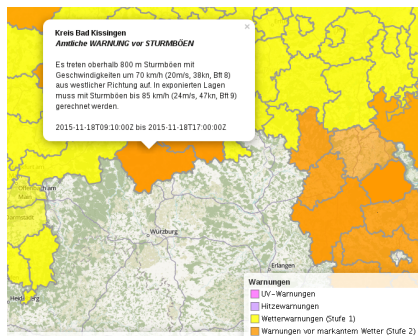 Kreis Bad Kissingen
Amtliche WARNUNG vor STURMBÖEN
Es treten oberhalb 800 m Sturmböen mit
Geschwindigkeiten um 70 km/h (20m/s, 38kn, Bft 8)
aus westlicher Richtung auf. In exponierten Lagen
muss mit Sturmböen bis 85 km/h (24m/s, 47kn, Bft 9)
gerechnet werden.
2015-11-18T09:10:00Z bis 2015-11-18T17:00:00Z
Main
Darmstadt
Würzburg
Erlangen
Warnungen
UV-Warnungen
Hitzewarnungen
Wetterwarnungen (Stufe 1)
Warnungen vor markantem Wetter (Stufe 2)